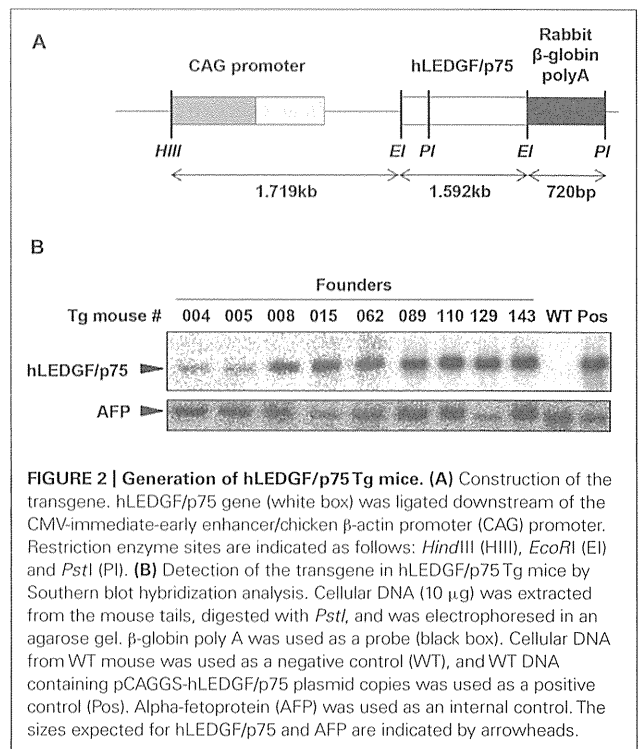 A
CAG promoter
hLEDGF/p75
Rabbit
β-globin
polyA
HIII
EI
PI
EI
PI
1.719kb
1.592kb
720bp
B
Founders
Tg mouse # 004 005 008 015 062 089 110 129 143 WT Pos
hLEDGF/p75
AFP
FIGURE 2 | Generation of hLEDGF/p75 Tg mice. (A) Construction of the
transgene. hLEDGF/p75 gene (white box) was ligated downstream of the
CMV-immediate-early enhancer/chicken β-actin promoter (CAG) promoter.
Restriction enzyme sites are indicated as follows: HindIII (HIII), EcoRI (EI)
and PstI (PI). (B) Detection of the transgene in hLEDGF/p75 Tg mice by
Southern blot hybridization analysis. Cellular DNA (10 μg) was extracted
from the mouse tails, digested with PstI, and was electrophoresed in an
agarose gel. β-globin poly A was used as a probe (black box). Cellular DNA
from WT mouse was used as a negative control (WT), and WT DNA
containing pCAGGS-hLEDGF/p75 plasmid copies was used as a positive
control (Pos). Alpha-fetoprotein (AFP) was used as an internal control. The
sizes expected for hLEDGF/p75 and AFP are indicated by arrowheads.